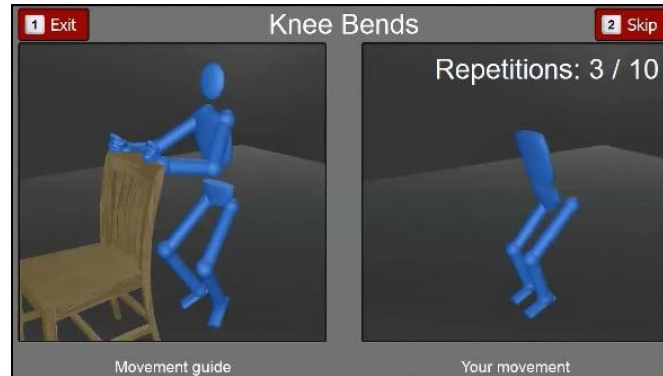 1 Exit
Knee Bends
2 Skip
Repetitions: 3 / 10
Movement guide
Your movement